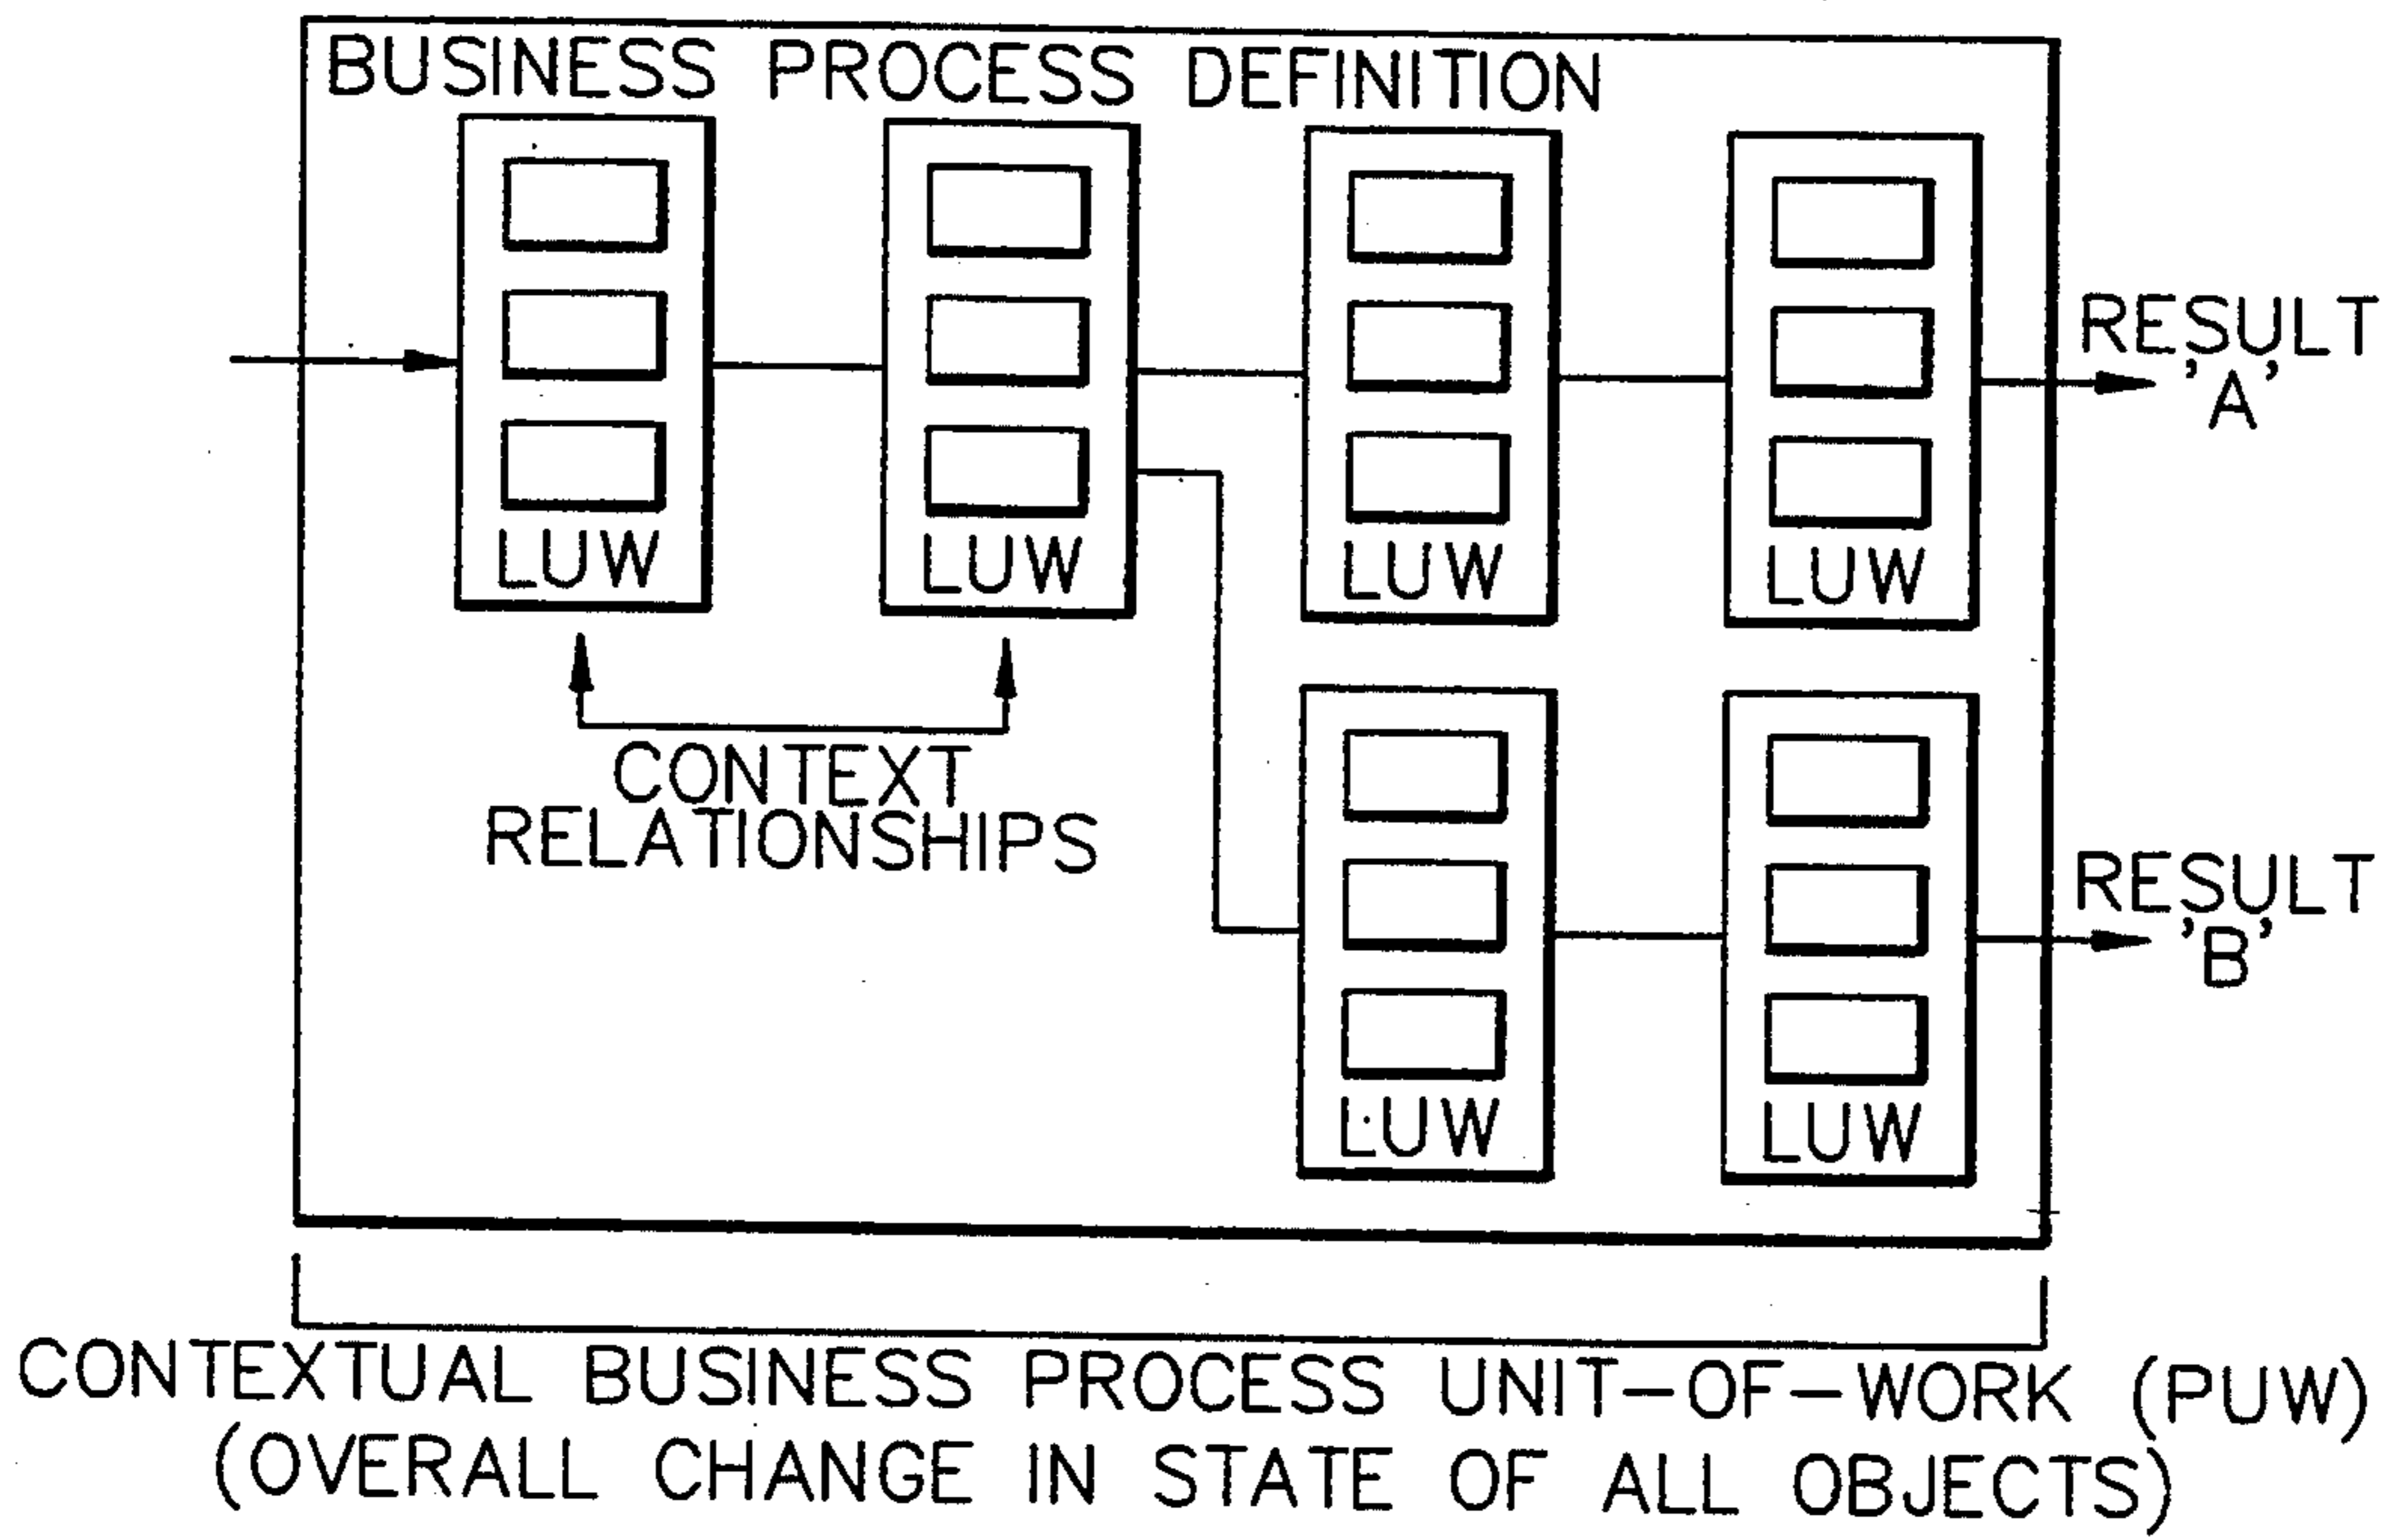 BUSINESS PROCESS DEFINITION
LUW
LUW
LUW
LUW
RESULT
'A'
CONTEXT
RELATIONSHIPS
LUW
LUW
RESULT
'B'
CONTEXTUAL BUSINESS PROCESS UNIT-OF-WORK (PUW)
(OVERALL CHANGE IN STATE OF ALL OBJECTS)